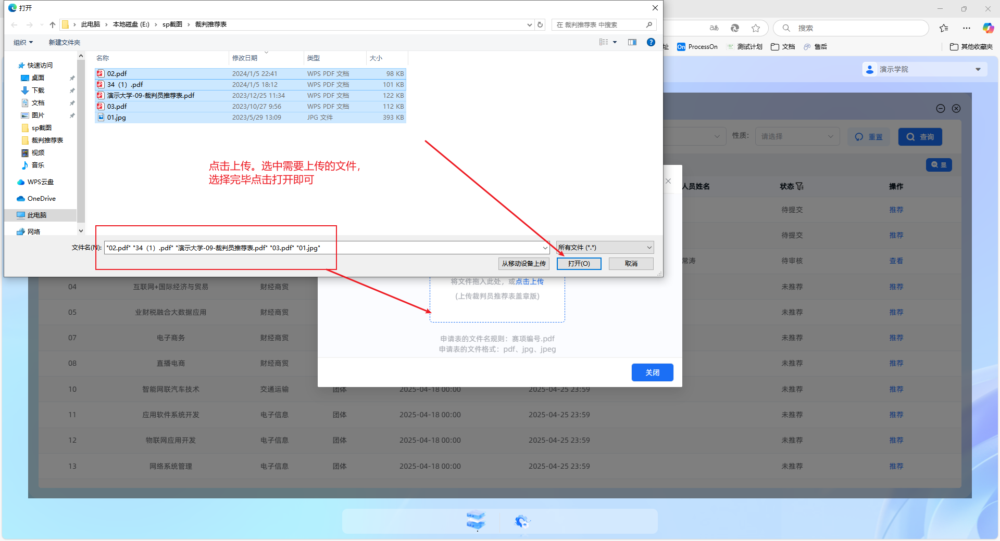 打开
此电脑 › 本地磁盘 (E:) › sp截图 › 裁判推荐表
在 裁判推荐表 中搜索
组织
新建文件夹
快速访问
桌面
下载
文档
图片
sp截图
裁判推荐表
视频
音乐
WPS云盘
OneDrive
此电脑
网络
名称 修改日期 类型 大小
02.pdf 2024/1/5 22:41 WPS PDF 文档 98 KB
34（1）.pdf 2024/1/5 18:12 WPS PDF 文档 101 KB
演示大学-09-裁判员推荐表.pdf 2023/12/25 11:34 WPS PDF 文档 122 KB
03.pdf 2023/10/27 9:56 WPS PDF 文档 112 KB
01.jpg 2023/5/29 13:09 JPG 文件 393 KB
点击上传。选中需要上传的文件，
选择完毕点击打开即可
文件名(N): "02.pdf" "34（1）.pdf" "演示大学-09-裁判员推荐表.pdf" "03.pdf" "01.jpg"
所有文件 (*.*)
从移动设备上传 打开(O) 取消
搜索
址 On ProcessOn 测试计划 文档 售后 其他收藏夹
演示学院
性质: 请选择 重置 查询
显
人员姓名 状态 操作
待提交 推荐
待提交 推荐
常涛 待审核 查看
将文件拖入此处，或点击上传
(上传裁判员推荐表盖章版)
申请表的文件名规则：赛项编号.pdf
申请表的文件格式：pdf、jpg、jpeg
关闭
04 互联网+国际经济与贸易 财经商贸 未推荐 推荐
05 业财税融合大数据应用 财经商贸 未推荐 推荐
07 电子商务 财经商贸 未推荐 推荐
08 直播电商 财经商贸 未推荐 推荐
10 智能网联汽车技术 交通运输 团体 2025-04-18 00:00 2025-04-25 23:59 未推荐 推荐
11 应用软件系统开发 电子信息 团体 2025-04-18 00:00 2025-04-25 23:59 未推荐 推荐
12 物联网应用开发 电子信息 团体 2025-04-18 00:00 2025-04-25 23:59 未推荐 推荐
13 网络系统管理 电子信息 团体 2025-04-18 00:00 2025-04-25 23:59 未推荐 推荐